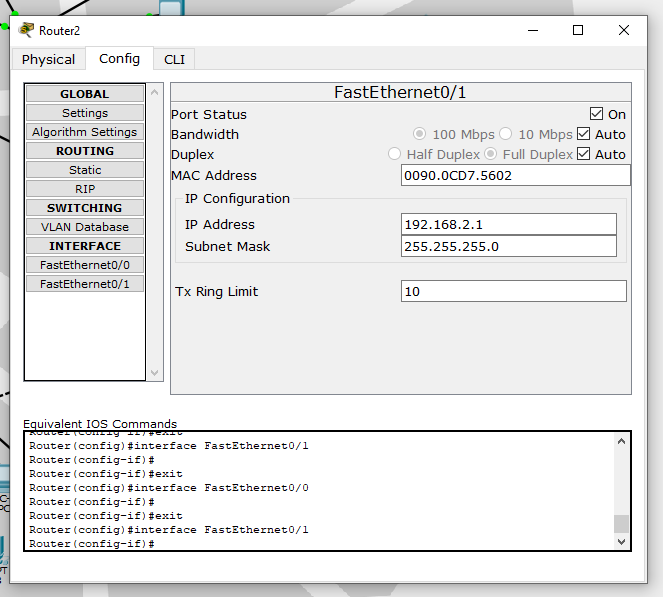 Router2
Physical Config CLI
GLOBAL
Settings
Algorithm Settings
ROUTING
Static
RIP
SWITCHING
VLAN Database
INTERFACE
FastEthernet0/0
FastEthernet0/1
FastEthernet0/1
Port Status On
Bandwidth 100 Mbps 10 Mbps Auto
Duplex Half Duplex Full Duplex Auto
MAC Address 0090.0CD7.5602
IP Configuration
IP Address 192.168.2.1
Subnet Mask 255.255.255.0
Tx Ring Limit 10
Equivalent IOS Commands
Router(config-if)#exit
Router(config)#interface FastEthernet0/1
Router(config-if)#
Router(config-if)#exit
Router(config)#interface FastEthernet0/0
Router(config-if)#
Router(config-if)#exit
Router(config)#interface FastEthernet0/1
Router(config-if)#